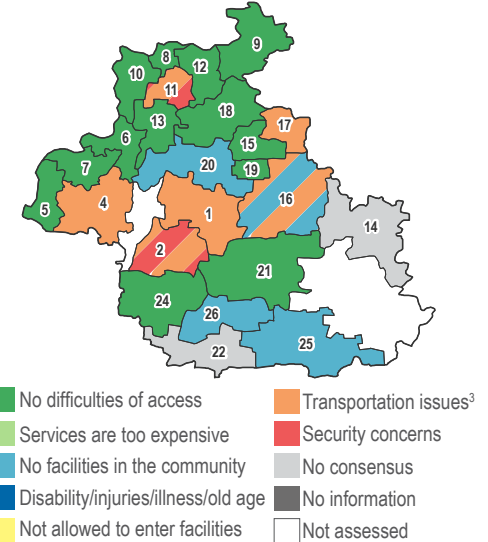 9
8
12
10
11
18
13
17
6
15
7
20
19
4
16
5
1
14
2
21
24
26
25
22
No difficulties of access
Transportation issues³
Services are too expensive
Security concerns
No facilities in the community
No consensus
Disability/injuries/illness/old age
No information
Not allowed to enter facilities
Not assessed